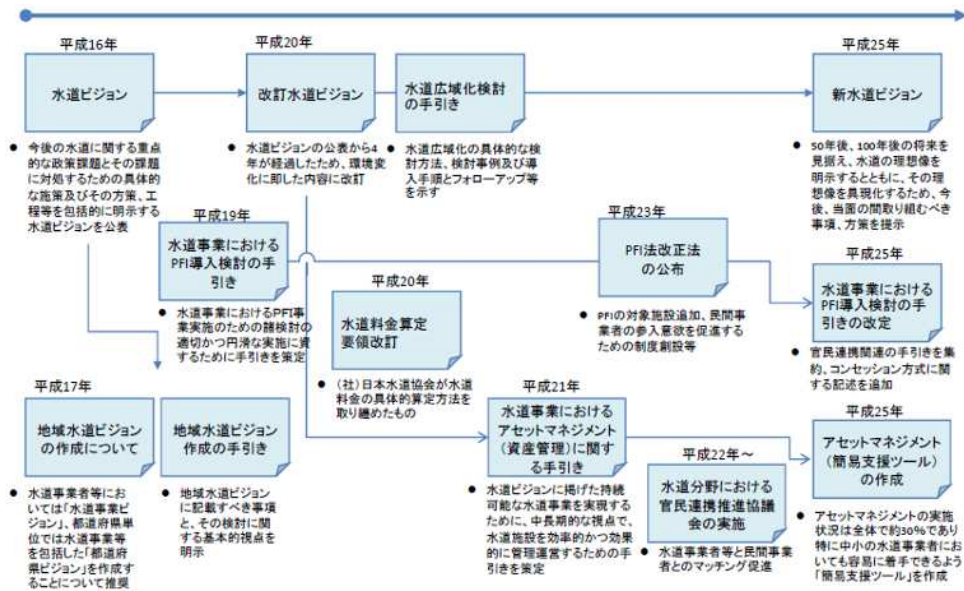 平成16年
水道ビジョン
● 今後の水道に関する重点
的な政策課題とその課題
に対処するための具体的
な施策及びその方策、工
程等を包括的に明示する
水道ビジョンを公表
平成20年
改訂水道ビジョン
● 水道ビジョンの公表から4
年が経過したため、環境変
化に即した内容に改訂
水道広域化検討
の手引き
● 水道広域化の具体的な検
討方法、検討事例及び導
入手順とフォローアップ等
を示す
平成25年
新水道ビジョン
● 50年後、100年後の将来を
見据え、水道の理想像を
明示するとともに、その理
想像を具現化するため、今
後、当面の間取り組むべき
事項、方策を提示
平成19年
水道事業における
PFI導入検討の手
引き
● 水道事業におけるPFI事
業実施のための諸検討の
適切かつ円滑な実施に資
するために手引きを策定
平成20年
水道料金算定
要領改訂
● (社)日本水道協会が水道
料金の具体的算定方法を
取り纏めたもの
平成23年
PFI法改正法
の公布
● PFIの対象施設追加、民間事
業者の参入意欲を促進する
ための制度創設等
平成25年
水道事業における
PFI導入検討の手
引きの改定
● 官民連携関連の手引きを集
約、コンセッション方式に関
する記述を追加
平成17年
地域水道ビジョン
の作成について
● 水道事業者等にお
いては「水道事業ビ
ジョン」、都道府県単
位では水道事業等
を包括した「都道府
県ビジョン」を作成す
ることについて推奨
地域水道ビジョン
作成の手引き
● 地域水道ビジョン
に記載すべき事項
と、その検討に関
する基本的視点を
明示
平成21年
水道事業における
アセットマネジメント
(資産管理)に関す
る手引き
● 水道ビジョンに掲げた持続
可能な水道事業を実現する
ために、中長期的な視点で、
水道施設を効率的かつ効果
的に管理運営するための手
引きを策定
平成22年～
水道分野における
官民連携推進協議
会の実施
● 水道事業者等と民間事業
者とのマッチング促進
平成25年
アセットマネジメント
(簡易支援ツール)
の作成
● アセットマネジメントの実施
状況は全体で約30%であり
特に中小の水道事業者にお
いても容易に着手できるよう
「簡易支援ツール」を作成